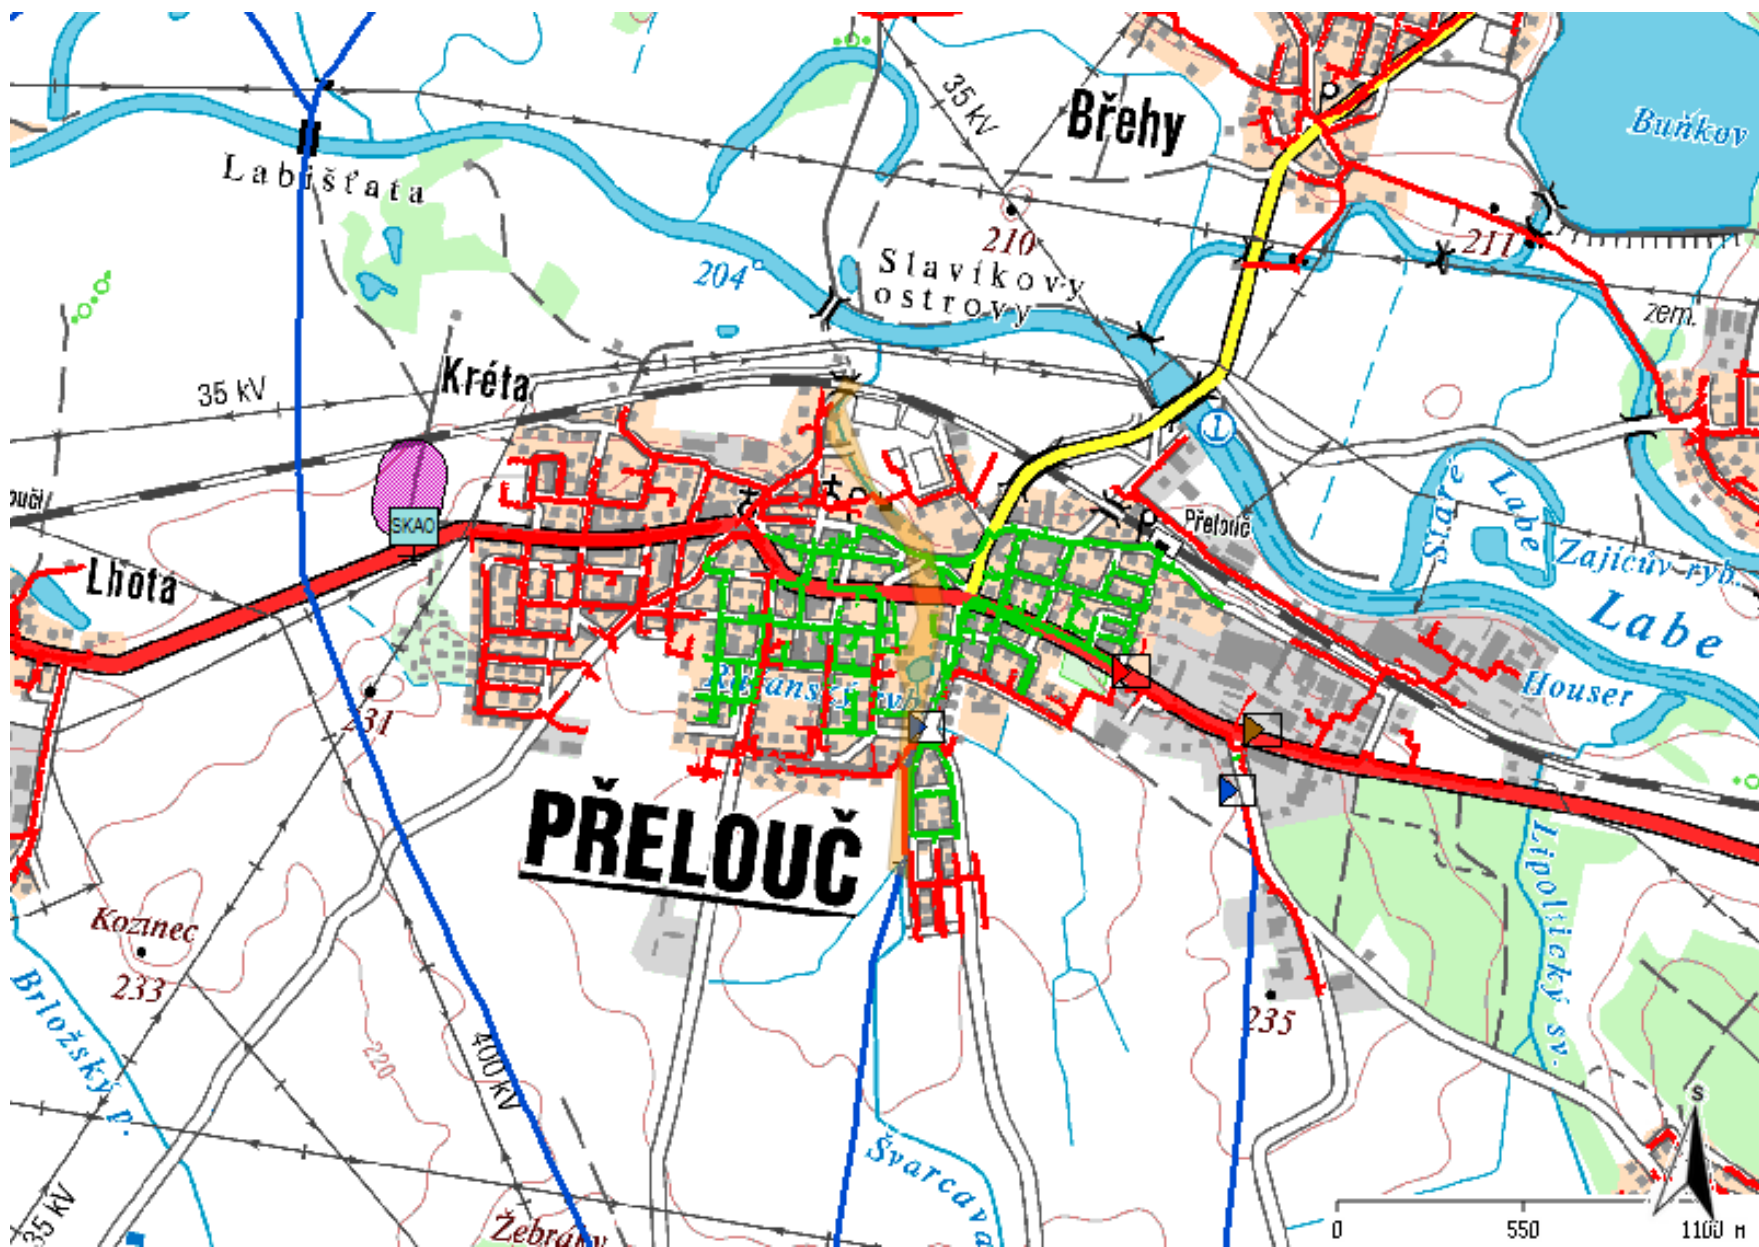 35 kV
Břehy
Buňkov
Labišťata
210
211
204
Slavíkovy
ostrovy
zem.
Kréta
35 kV
1
Staré
Labe
SKAO
Přelouč
Zajícův ryb.
Lhota
Labe
Houser
231
PŘELOUČ
Lipoltický sv.
Kozinec
233
235
Brložský p.
220
400 kV
Švarcava
S
35 kV
Žebráky
0 550 1100 м